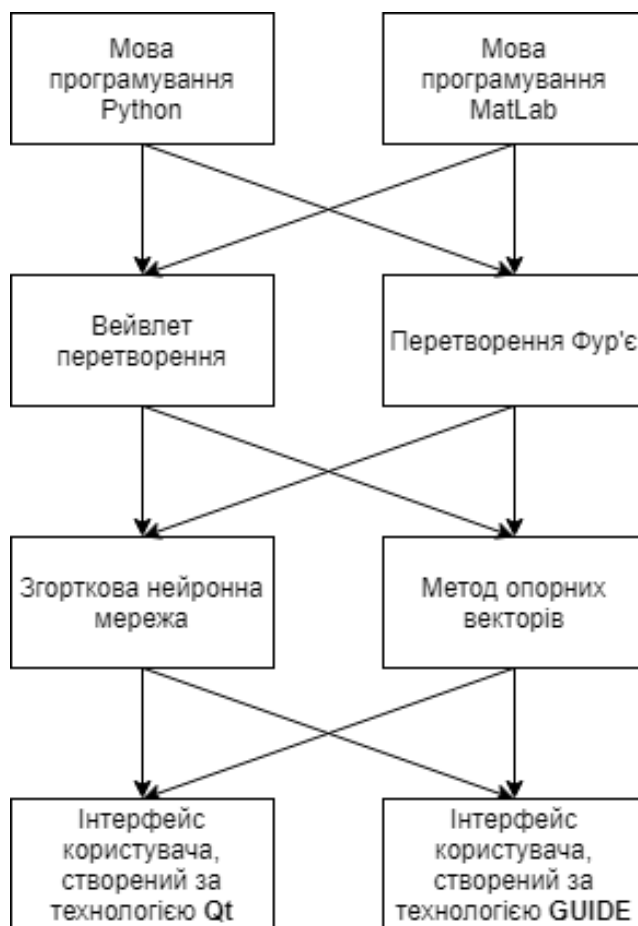 Мова
програмування
Python
Мова
програмування
MatLab
Вейвлет
перетворення
Перетворення Фур'є
Згорткова нейронна
мережа
Метод опорних
векторів
Інтерфейс
користувача,
створений за
технологією Qt
Інтерфейс
користувача,
створений за
технологією GUIDE